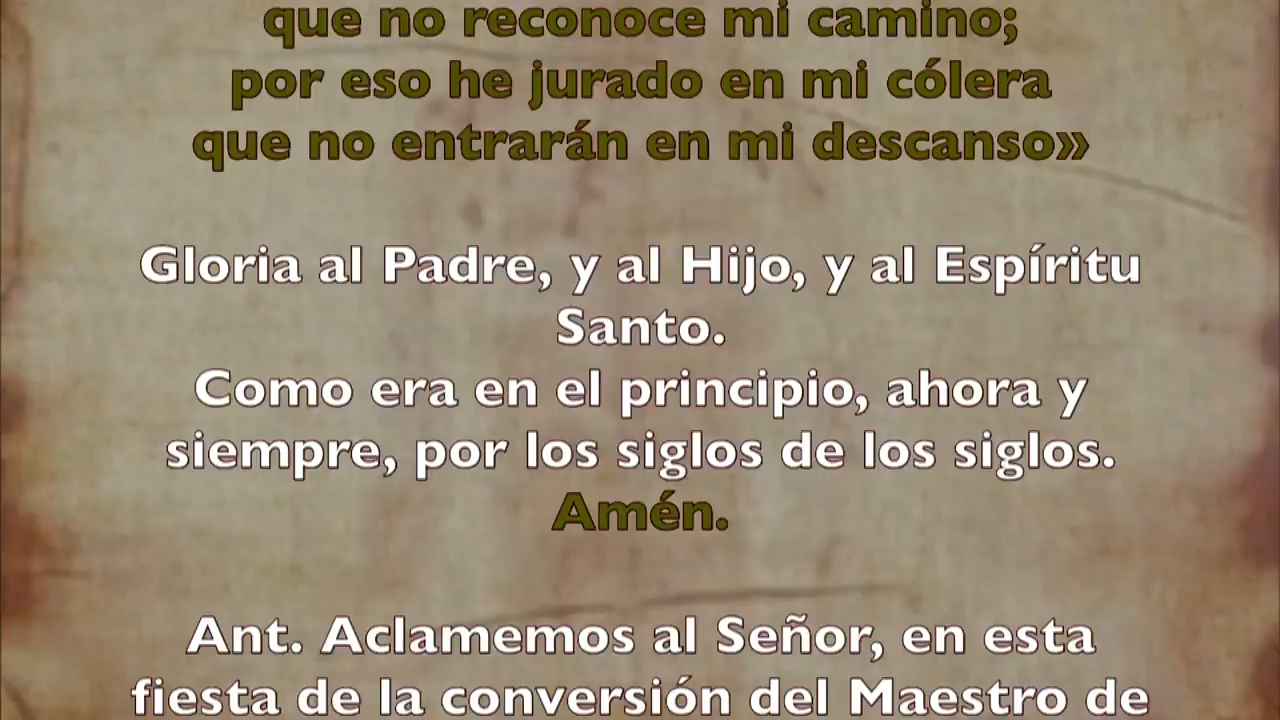 que no reconoce mi camino;
por eso he jurado en mi cólera
que no entrarán en mi descanso»
Gloria al Padre, y al Hijo, y al Espíritu
Santo.
Como era en el principio, ahora y
siempre, por los siglos de los siglos.
Amén.
Ant. Aclamemos al Señor, en esta
fiesta de la conversión del Maestro de